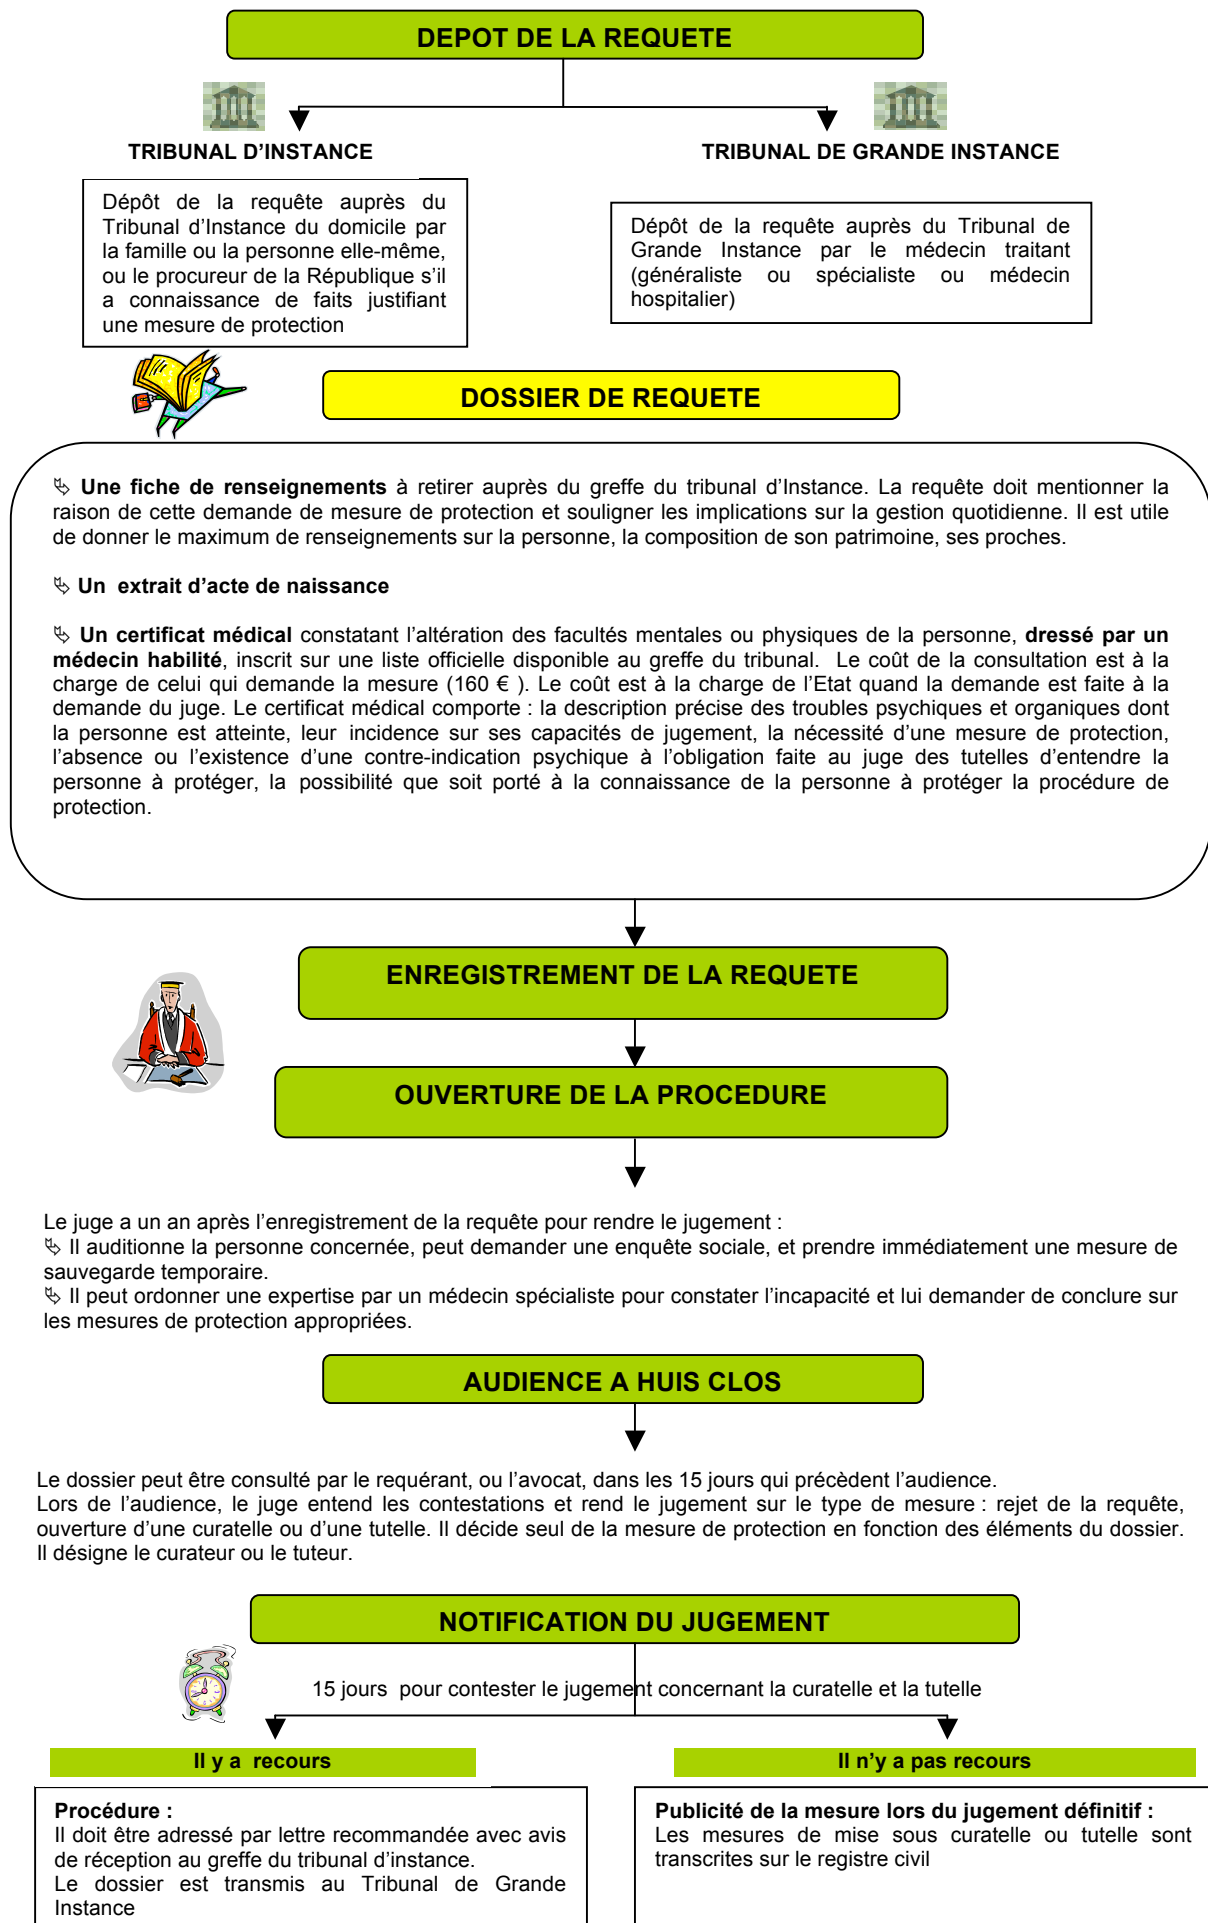 DEPOT DE LA REQUETE
TRIBUNAL D’INSTANCE
Dépôt de la requête auprès du
Tribunal d’Instance du domicile par
la famille ou la personne elle-même,
ou le procureur de la République s’il
a connaissance de faits justifiant
une mesure de protection
TRIBUNAL DE GRANDE INSTANCE
Dépôt de la requête auprès du Tribunal de
Grande Instance par le médecin traitant
(généraliste ou spécialiste ou médecin
hospitalier)
DOSSIER DE REQUETE
Une fiche de renseignements à retirer auprès du greffe du tribunal d’Instance. La requête doit mentionner la
raison de cette demande de mesure de protection et souligner les implications sur la gestion quotidienne. Il est utile
de donner le maximum de renseignements sur la personne, la composition de son patrimoine, ses proches.
Un extrait d’acte de naissance
Un certificat médical constatant l’altération des facultés mentales ou physiques de la personne, dressé par un
médecin habilité, inscrit sur une liste officielle disponible au greffe du tribunal. Le coût de la consultation est à la
charge de celui qui demande la mesure (160 € ). Le coût est à la charge de l’Etat quand la demande est faite à la
demande du juge. Le certificat médical comporte : la description précise des troubles psychiques et organiques dont
la personne est atteinte, leur incidence sur ses capacités de jugement, la nécessité d’une mesure de protection,
l’absence ou l’existence d’une contre-indication psychique à l’obligation faite au juge des tutelles d’entendre la
personne à protéger, la possibilité que soit porté à la connaissance de la personne à protéger la procédure de
protection.
ENREGISTREMENT DE LA REQUETE
OUVERTURE DE LA PROCEDURE
Le juge a un an après l’enregistrement de la requête pour rendre le jugement :
Il auditionne la personne concernée, peut demander une enquête sociale, et prendre immédiatement une mesure de
sauvegarde temporaire.
Il peut ordonner une expertise par un médecin spécialiste pour constater l’incapacité et lui demander de conclure sur
les mesures de protection appropriées.
AUDIENCE A HUIS CLOS
Le dossier peut être consulté par le requérant, ou l’avocat, dans les 15 jours qui précèdent l’audience.
Lors de l’audience, le juge entend les contestations et rend le jugement sur le type de mesure : rejet de la requête,
ouverture d’une curatelle ou d’une tutelle. Il décide seul de la mesure de protection en fonction des éléments du dossier.
Il désigne le curateur ou le tuteur.
NOTIFICATION DU JUGEMENT
15 jours pour contester le jugement concernant la curatelle et la tutelle
Il y a recours
Procédure :
Il doit être adressé par lettre recommandée avec avis
de réception au greffe du tribunal d’instance.
Le dossier est transmis au Tribunal de Grande
Instance
Il n’y a pas recours
Publicité de la mesure lors du jugement définitif :
Les mesures de mise sous curatelle ou tutelle sont
transcrites sur le registre civil